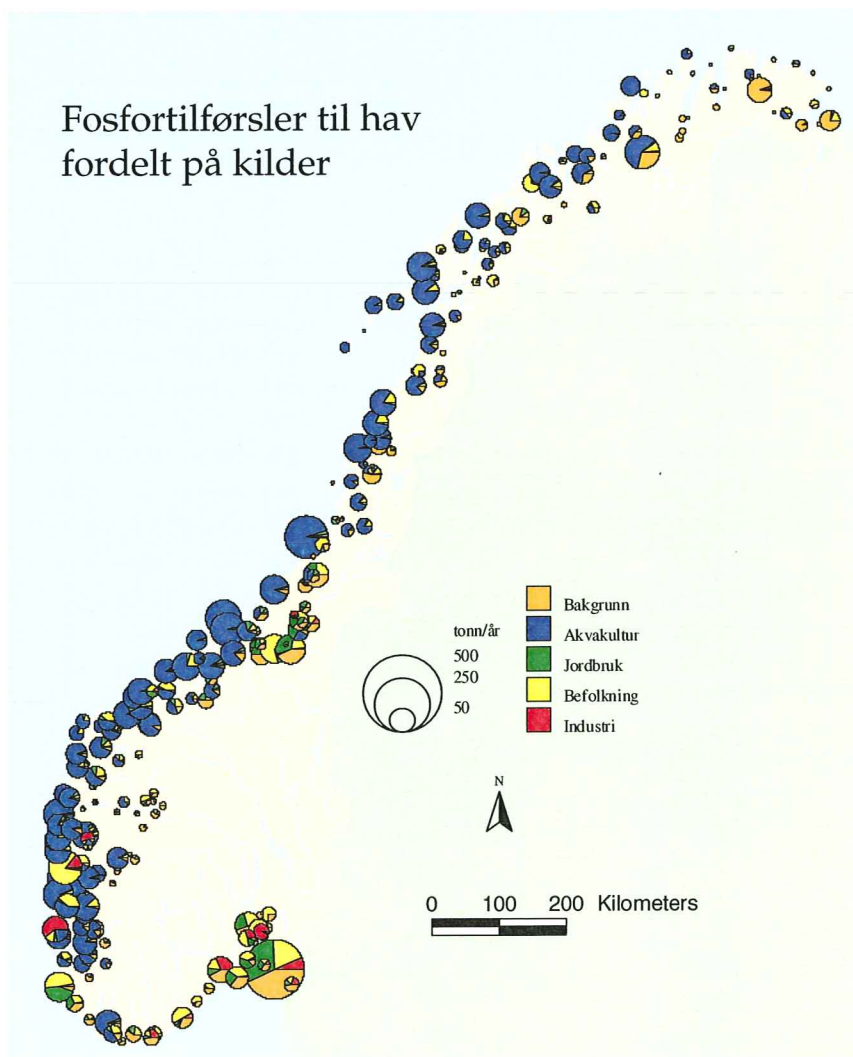 Fosfortilførsler til hav
fordelt på kilder
tonn/år
500
250
50
Bakgrunn
Akvakultur
Jordbruk
Befolkning
Industri
N
0 100 200 Kilometers